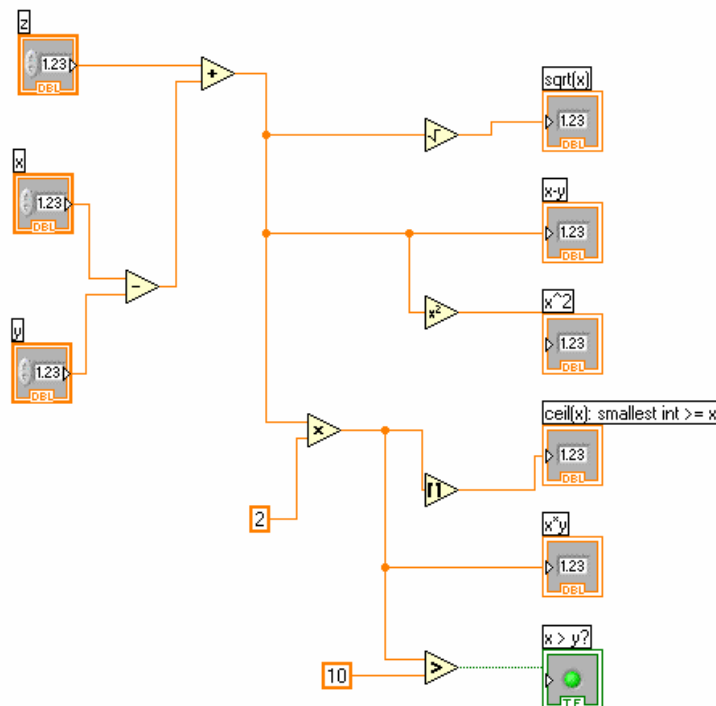 z
1.23
DBL
+
sqrt(x)
1.23
DBL
√
x
1.23
DBL
x-y
1.23
DBL
−
x^2
1.23
DBL
x²
y
1.23
DBL
ceil(x): smallest int >= x
1.23
DBL
x
2
x*y
1.23
DBL
x > y?
>
10
TF